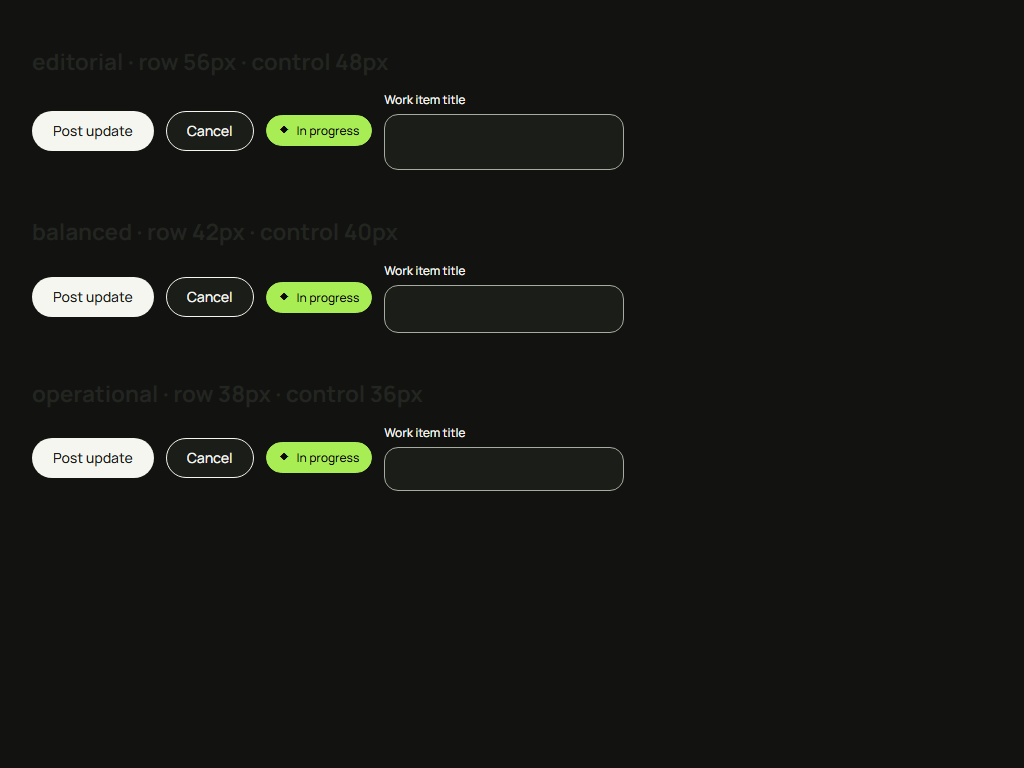 editorial · row 56px · control 48px
Work item title
Post update
Cancel
In progress
balanced · row 42px · control 40px
Work item title
Post update
Cancel
In progress
operational · row 38px · control 36px
Work item title
Post update
Cancel
In progress